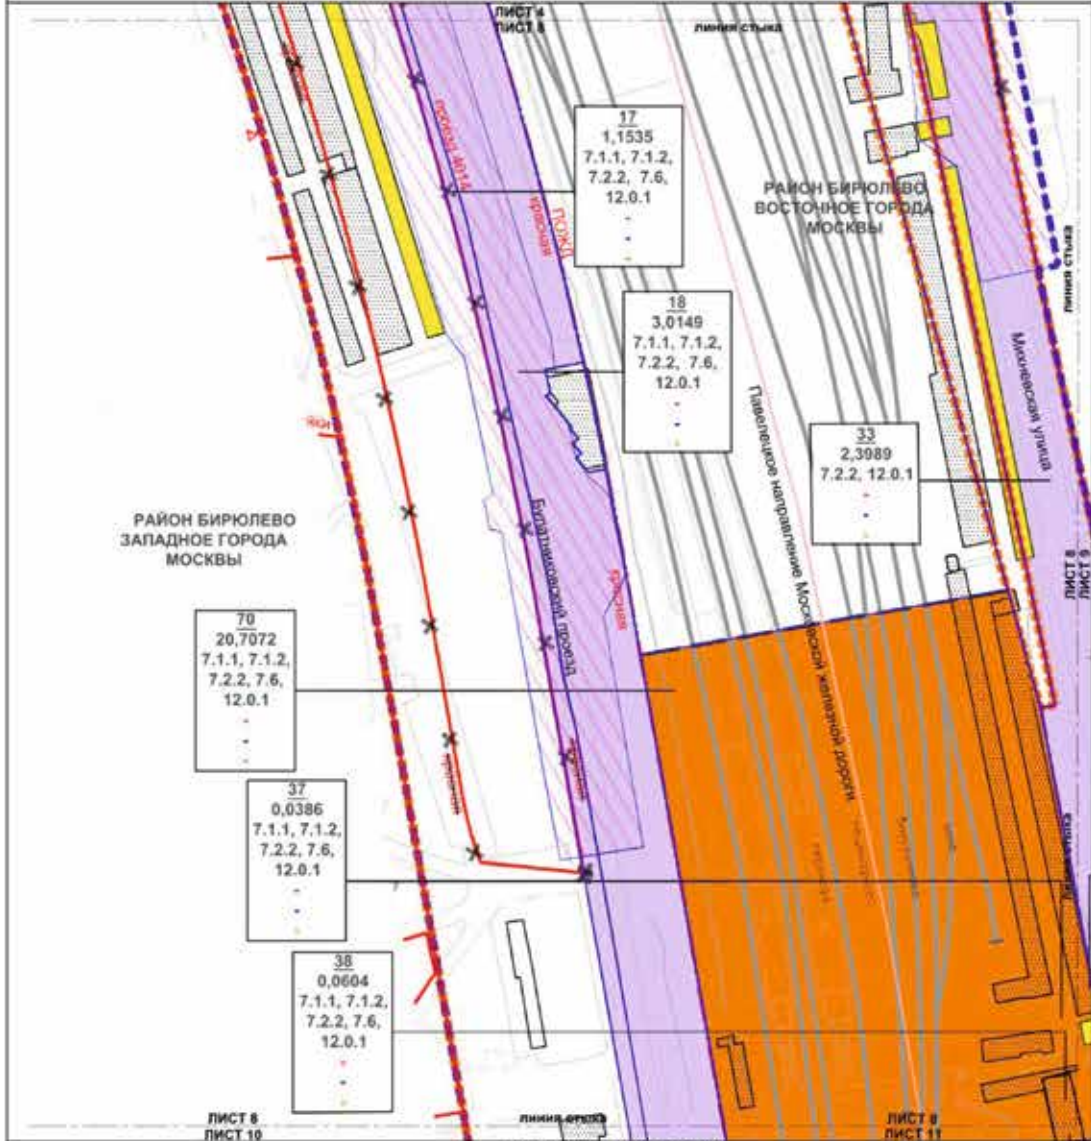 ЛИСТ 4
ЛИСТ 8
линия стыка
17
1,1535
7.1.1, 7.1.2,
7.2.2, 7.6,
12.0.1
-
-
-
проезд 4014
красная
ПОЖД
РАЙОН БИРЮЛЕВО
ВОСТОЧНОЕ ГОРОДА
МОСКВЫ
линия стыка
18
3,0149
7.1.1, 7.1.2,
7.2.2, 7.6,
12.0.1
-
-
-
Михневская улица
Павелецкое направление Московской железной дороги
33
2,3989
7.2.2, 12.0.1
-
-
-
РАЙОН БИРЮЛЕВО
ЗАПАДНОЕ ГОРОДА
МОСКВЫ
Булатниковский проезд
красная
ЛИСТ 8
ЛИСТ 9
70
20,7072
7.1.1, 7.1.2,
7.2.2, 7.6,
12.0.1
-
-
-
37
0,0386
7.1.1, 7.1.2,
7.2.2, 7.6,
12.0.1
-
-
-
линия стыка
38
0,0604
7.1.1, 7.1.2,
7.2.2, 7.6,
12.0.1
-
-
-
ЛИСТ 8
ЛИСТ 10
линия стыка
ЛИСТ 8
ЛИСТ 11